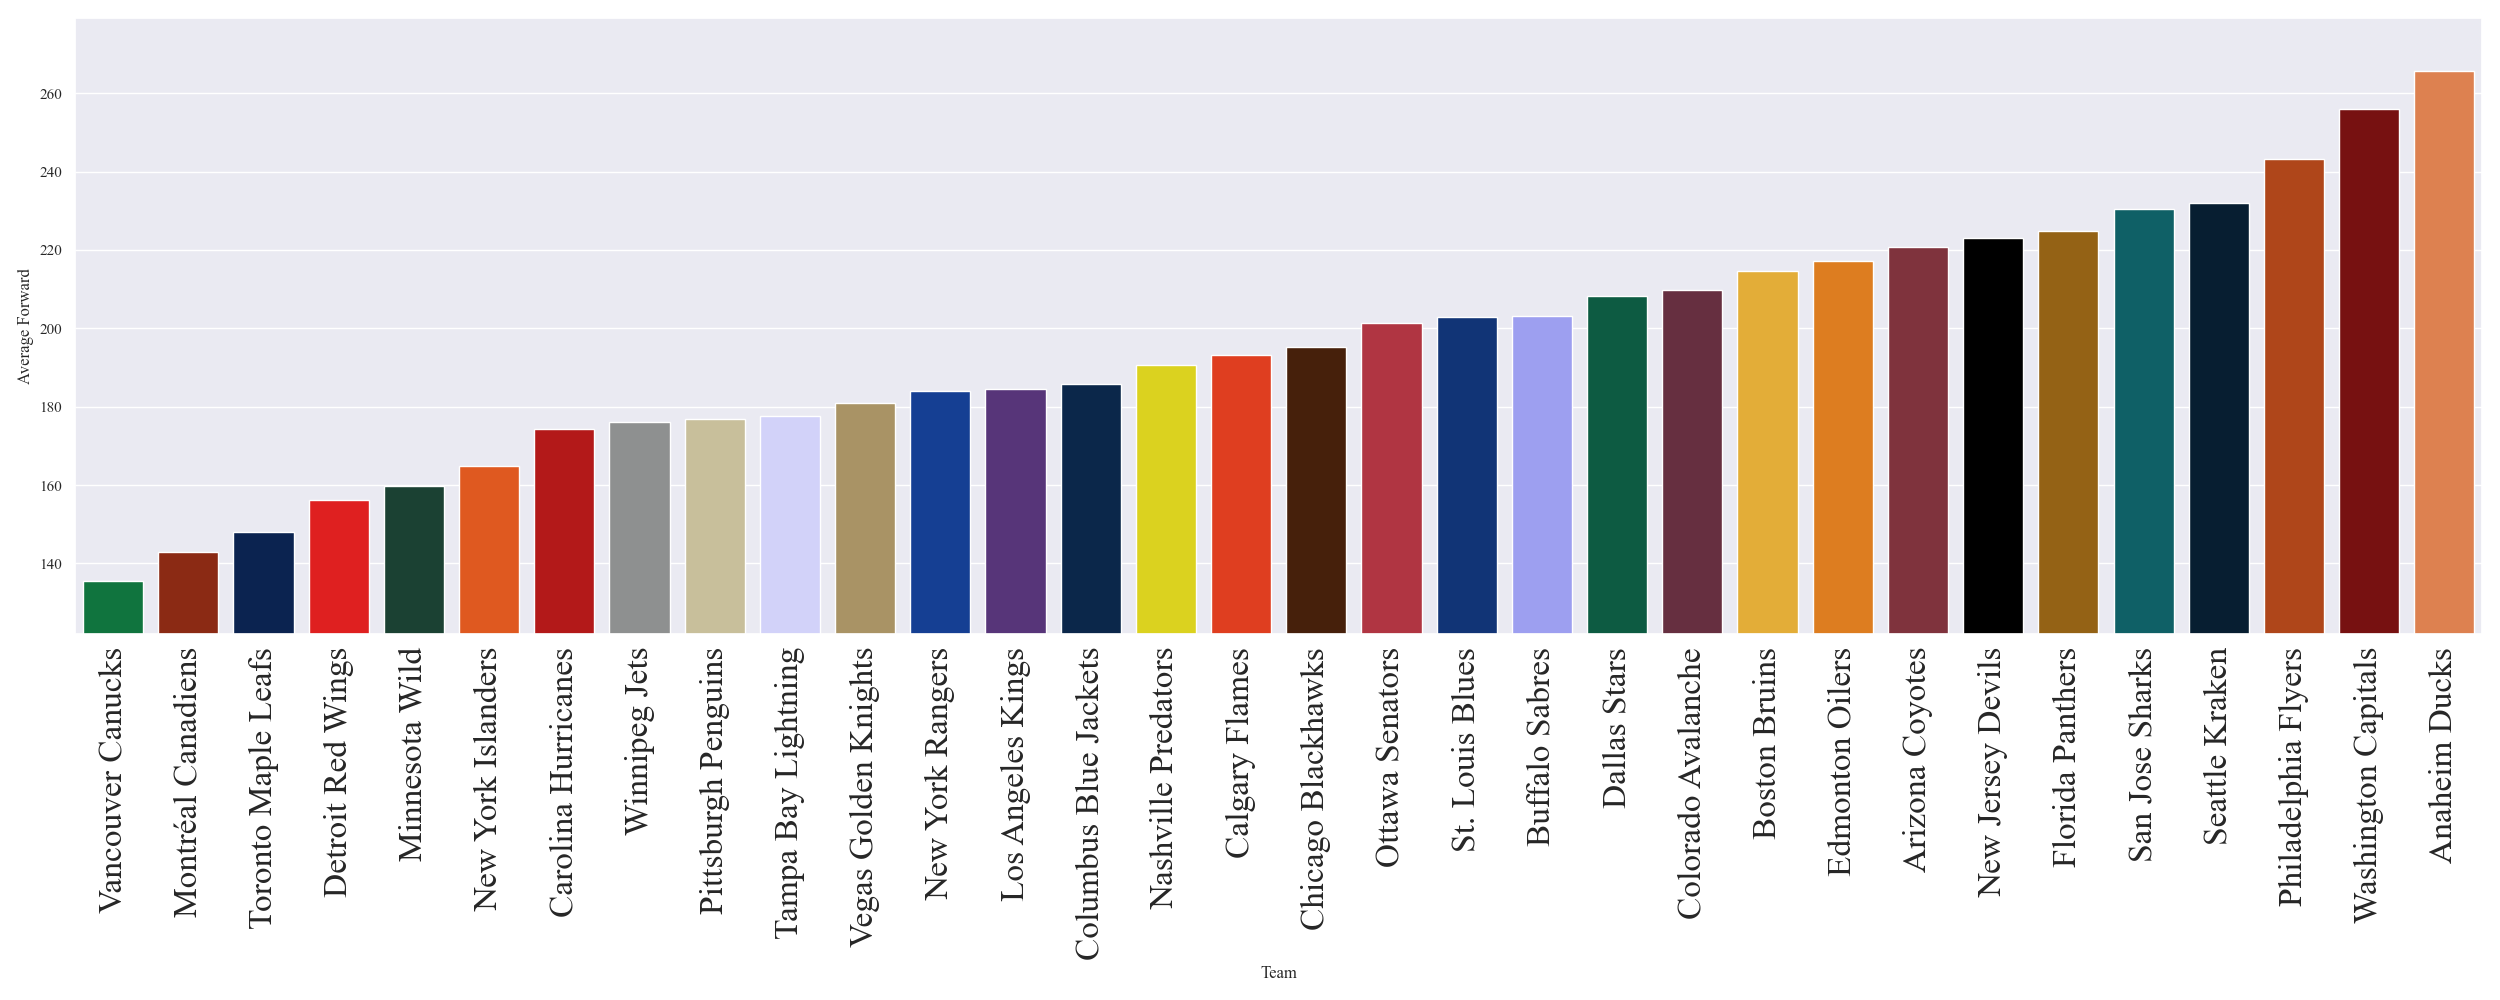 260
240
220
200
180
160
140
Average Forward
Vancouver Canucks
Montréal Canadiens
Toronto Maple Leafs
Detroit Red Wings
Minnesota Wild
New York Islanders
Carolina Hurricanes
Winnipeg Jets
Pittsburgh Penguins
Tampa Bay Lightning
Vegas Golden Knights
New York Rangers
Los Angeles Kings
Columbus Blue Jackets
Nashville Predators
Calgary Flames
Chicago Blackhawks
Ottawa Senators
St. Louis Blues
Buffalo Sabres
Dallas Stars
Colorado Avalanche
Boston Bruins
Edmonton Oilers
Arizona Coyotes
New Jersey Devils
Florida Panthers
San Jose Sharks
Seattle Kraken
Philadelphia Flyers
Washington Capitals
Anaheim Ducks
Team